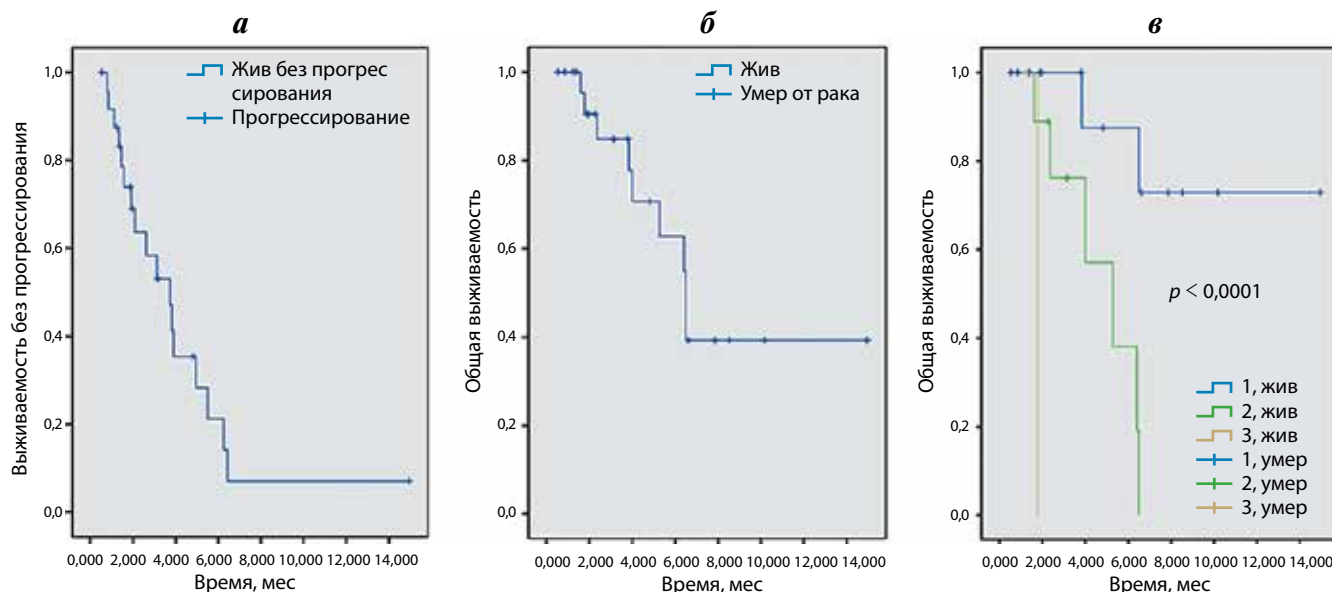 а
Выживаемость без прогрессирования
1,0
0,8
0,6
0,4
0,2
0,0
Жив без прогрес
сирования
Прогрессирование
0,000 2,000 4,000 6,000 8,000 10,000 12,000 14,000
Время, мес
б
Общая выживаемость
1,0
0,8
0,6
0,4
0,2
0,0
Жив
Умер от рака
0,000 2,000 4,000 6,000 8,000 10,000 12,000 14,000
Время, мес
в
Общая выживаемость
1,0
0,8
0,6
0,4
0,2
0,0
p < 0,0001
1, жив
2, жив
3, жив
1, умер
2, умер
3, умер
0,000 2,000 4,000 6,000 8,000 10,000 12,000 14,000
Время, мес